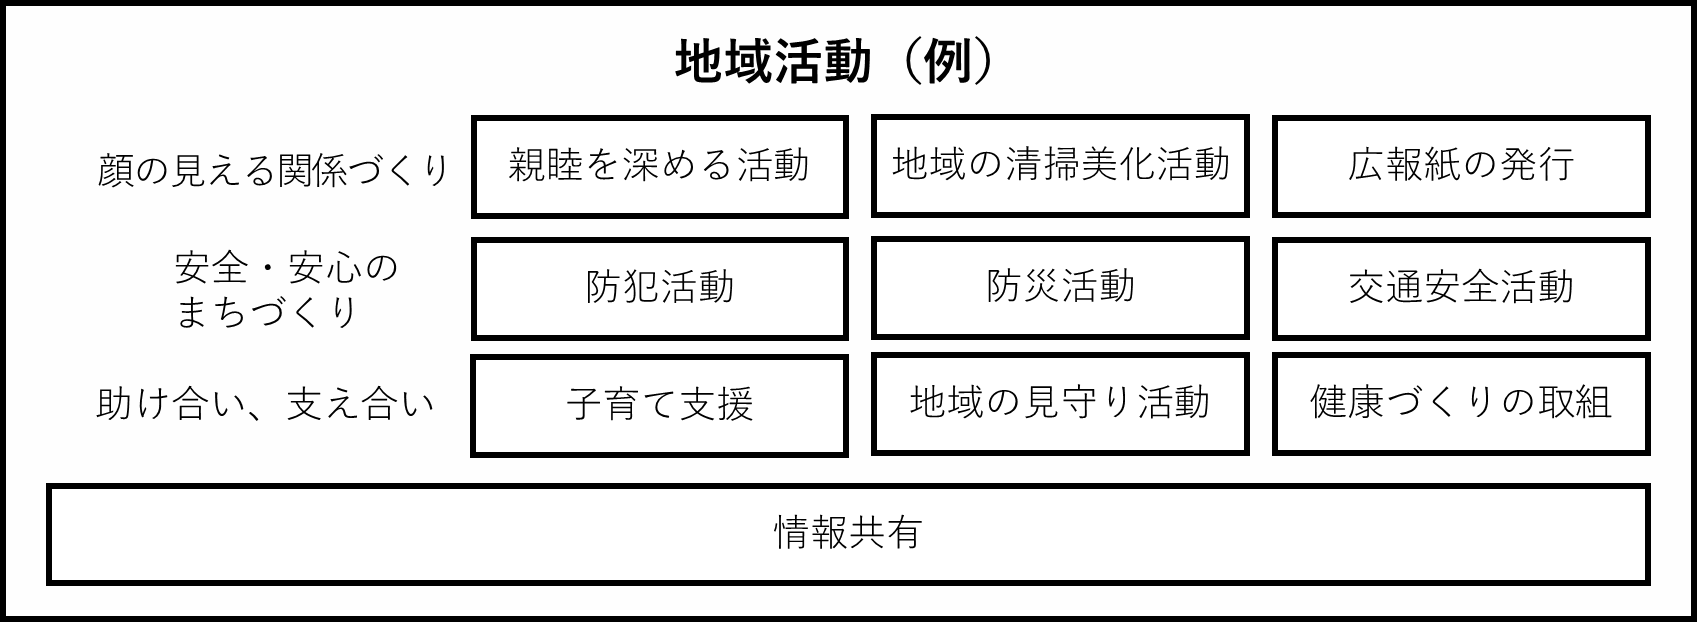 地域活動（例）
顔の見える関係づくり
親睦を深める活動
地域の清掃美化活動
広報紙の発行
安全・安心の
まちづくり
防犯活動
防災活動
交通安全活動
助け合い、支え合い
子育て支援
地域の見守り活動
健康づくりの取組
情報共有